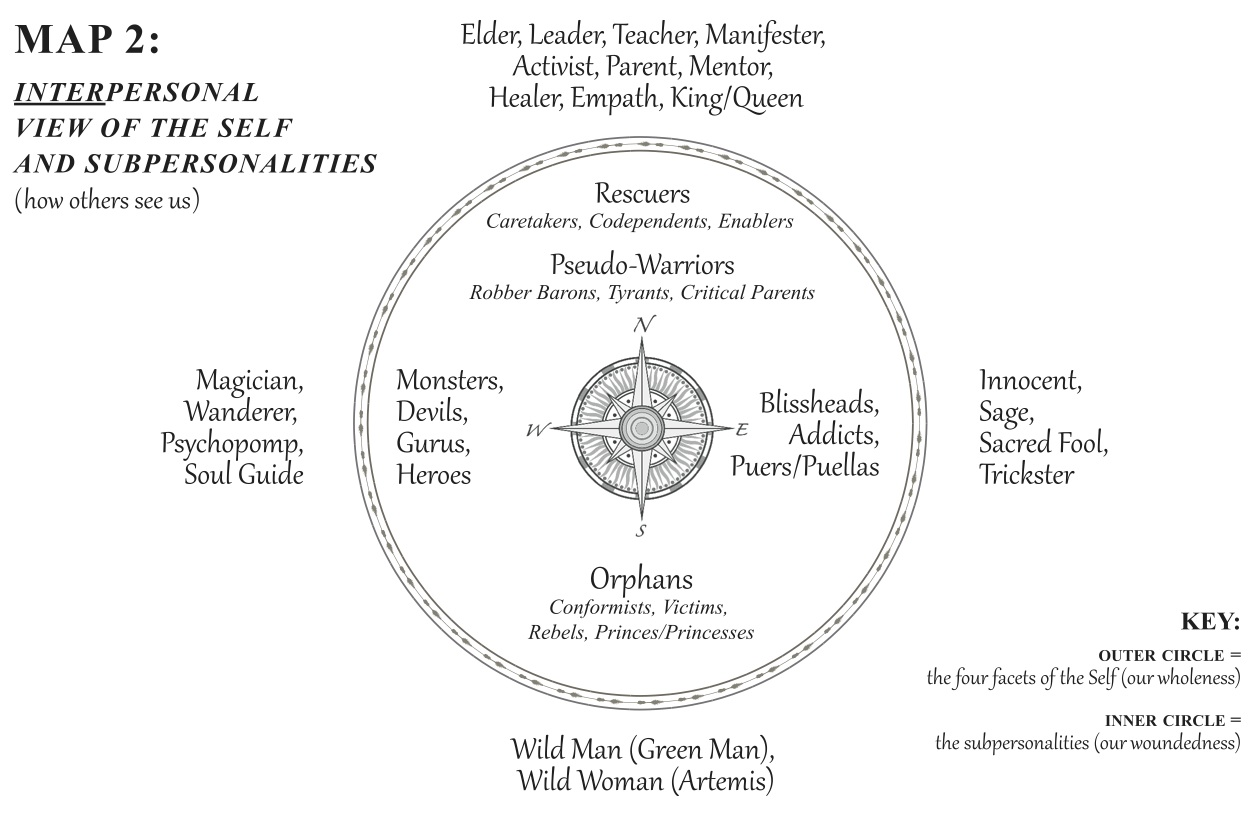 MAP 2:
INTERPERSONAL
VIEW OF THE SELF
AND SUBPERSONALITIES
(how others see us)
Elder, Leader, Teacher, Manifester,
Activist, Parent, Mentor,
Healer, Empath, King/Queen
Rescuers
Caretakers, Codependents, Enablers
Pseudo-Warriors
Robber Barons, Tyrants, Critical Parents
N
Magician,
Wanderer,
Psychopomp,
Soul Guide
Monsters,
Devils,
Gurus,
Heroes
W
E
Blissheads,
Addicts,
Puers/Puellas
Innocent,
Sage,
Sacred Fool,
Trickster
S
Orphans
Conformists, Victims,
Rebels, Princes/Princesses
Wild Man (Green Man),
Wild Woman (Artemis)
KEY:
OUTER CIRCLE =
the four facets of the Self (our wholeness)
INNER CIRCLE =
the subpersonalities (our woundedness)